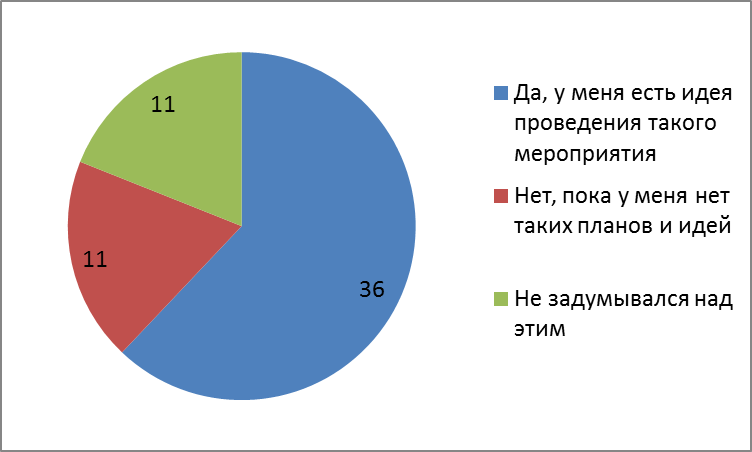 11
11
36
Да, у меня есть идея
проведения такого
мероприятия
Нет, пока у меня нет
таких планов и идей
Не задумывался над
этим